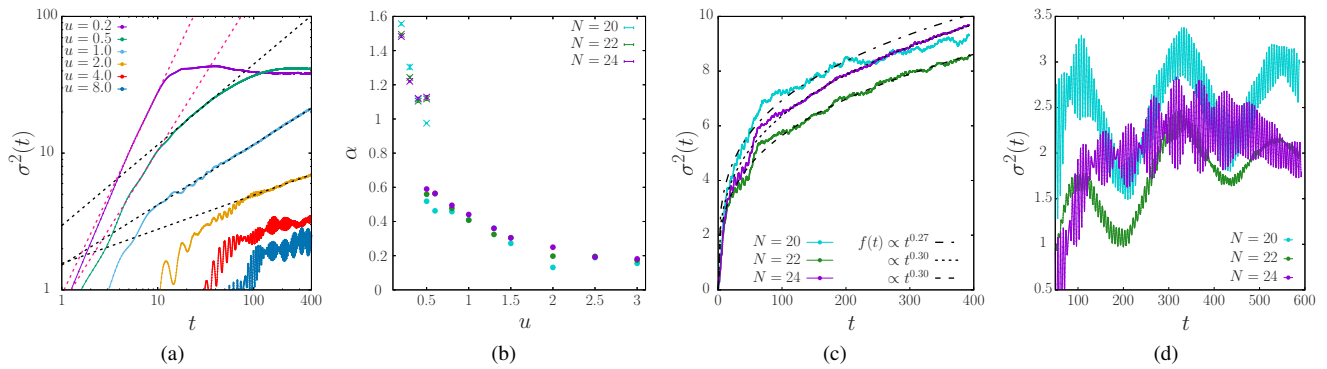 σ²(t)
100
10
1
u = 0.2
u = 0.5
u = 1.0
u = 2.0
u = 4.0
u = 8.0
1 10 100 400
t
(a)
α
1.6
1.4
1.2
1
0.8
0.6
0.4
0.2
0
N = 20
N = 22
N = 24
0.5 1 1.5 2 2.5 3
u
(b)
σ²(t)
10
8
6
4
2
0
N = 20 f(t) ∝ t^0.27
N = 22 ∝ t^0.30
N = 24 ∝ t^0.30
0 100 200 300 400
t
(c)
σ²(t)
3.5
3
2.5
2
1.5
1
0.5
N = 20
N = 22
N = 24
100 200 300 400 500 600
t
(d)